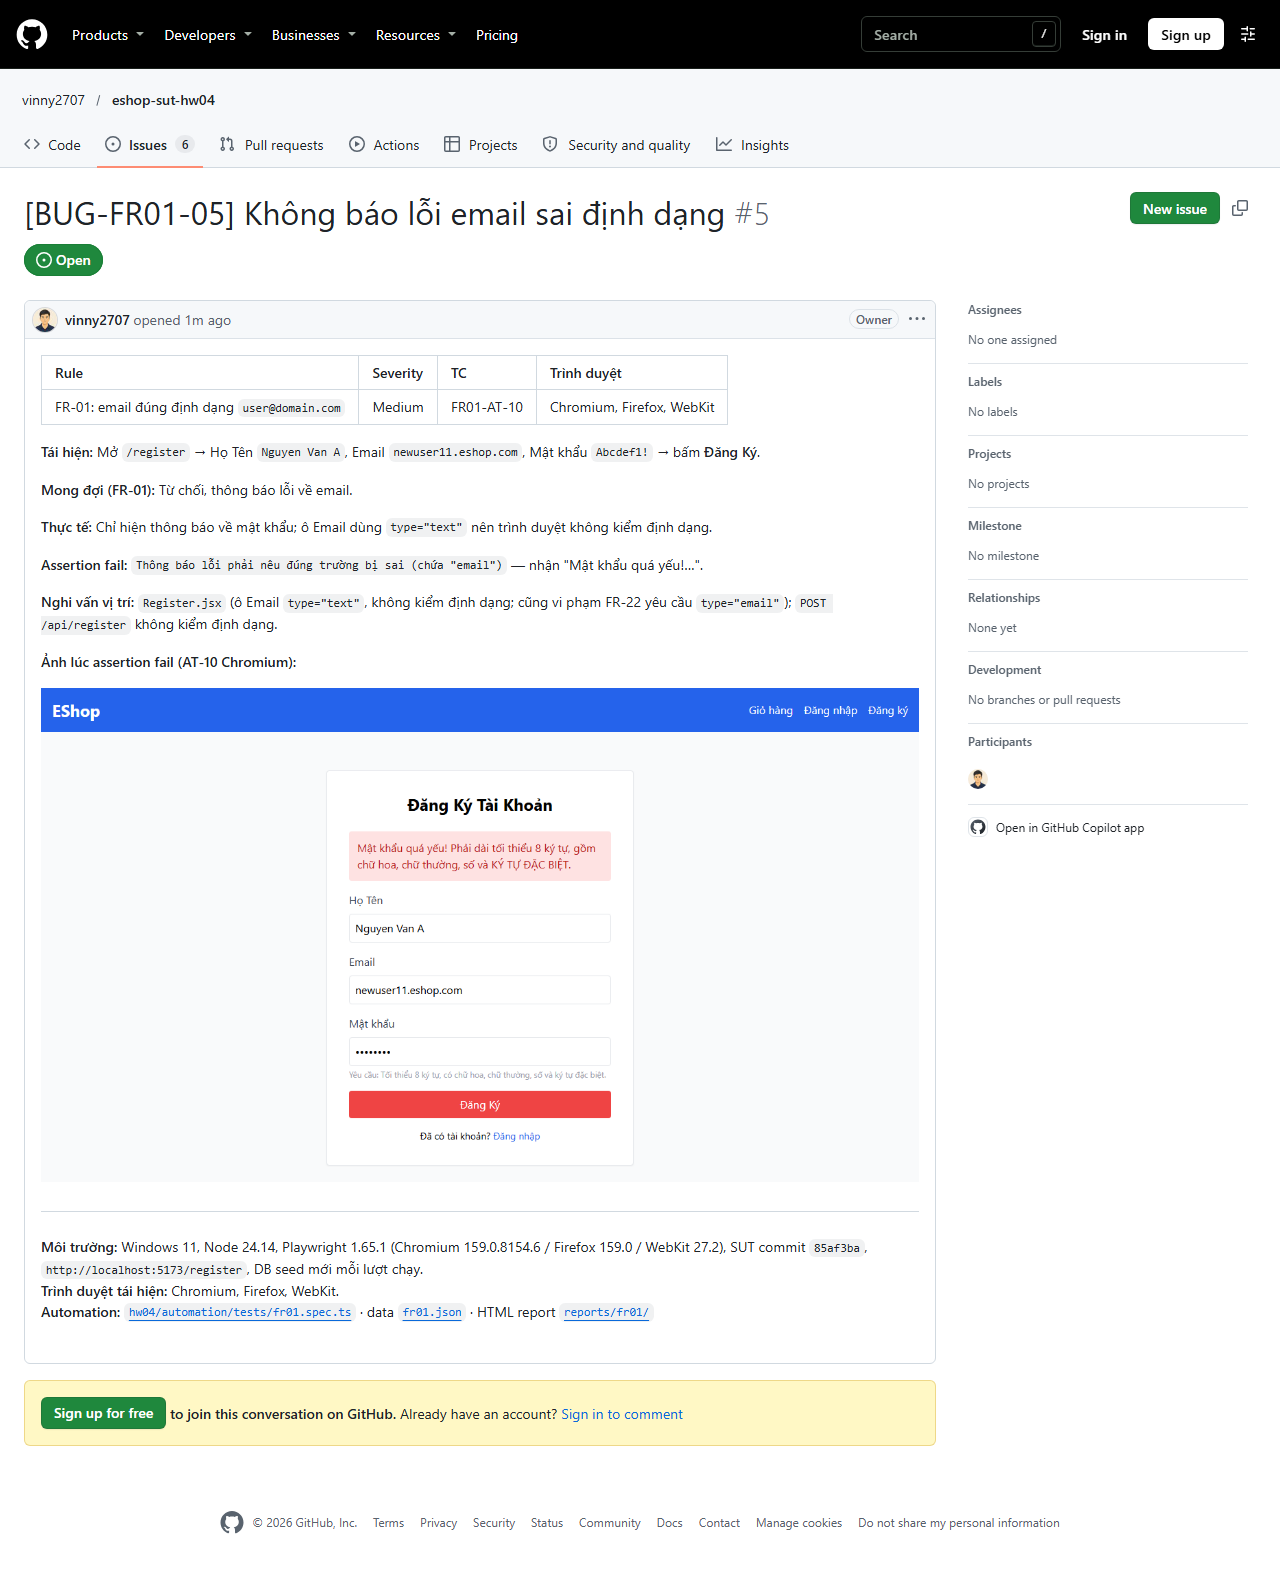 Products Developers Businesses Resources Pricing Search / Sign in Sign up
vinny2707 / eshop-sut-hw04
Code Issues 6 Pull requests Actions Projects Security and quality Insights
[BUG-FR01-05] Không báo lỗi email sai định dạng #5
New issue
Open
vinny2707 opened 1m ago
Owner
Rule Severity TC Trình duyệt
FR-01: email đúng định dạng user@domain.com Medium FR01-AT-10 Chromium, Firefox, WebKit
Tái hiện: Mở /register → Họ Tên Nguyen Van A, Email newuser11.eshop.com, Mật khẩu Abcdef1! → bấm Đăng Ký.
Mong đợi (FR-01): Từ chối, thông báo lỗi về email.
Thực tế: Chỉ hiện thông báo về mật khẩu; ô Email dùng type="text" nên trình duyệt không kiểm định dạng.
Assertion fail: Thông báo lỗi phải nêu đúng trường bị sai (chứa "email") — nhận "Mật khẩu quá yếu!...".
Nghi vấn vị trí: Register.jsx (ô Email type="text", không kiểm định dạng; cũng vi phạm FR-22 yêu cầu type="email"); POST
/api/register không kiểm định dạng.
Ảnh lúc assertion fail (AT-10 Chromium):
EShop
Giỏ hàng Đăng nhập Đăng ký
Đăng Ký Tài Khoản
Mật khẩu quá yếu! Phải dài tối thiểu 8 ký tự, gồm
chữ hoa, chữ thường, số và KÝ TỰ ĐẶC BIỆT.
Họ Tên
Nguyen Van A
Email
newuser11.eshop.com
Mật khẩu
••••••••
Yêu cầu: Tối thiểu 8 ký tự, có chữ hoa, chữ thường, số và ký tự đặc biệt.
Đăng Ký
Đã có tài khoản? Đăng nhập
Môi trường: Windows 11, Node 24.14, Playwright 1.65.1 (Chromium 159.0.8154.6 / Firefox 159.0 / WebKit 27.2), SUT commit 85af3ba,
http://localhost:5173/register, DB seed mới mỗi lượt chạy.
Trình duyệt tái hiện: Chromium, Firefox, WebKit.
Automation: hw04/automation/tests/fr01.spec.ts · data fr01.json · HTML report reports/fr01/
Assignees
No one assigned
Labels
No labels
Projects
No projects
Milestone
No milestone
Relationships
None yet
Development
No branches or pull requests
Participants
Open in GitHub Copilot app
Sign up for free to join this conversation on GitHub. Already have an account? Sign in to comment
© 2026 GitHub, Inc. Terms Privacy Security Status Community Docs Contact Manage cookies Do not share my personal information